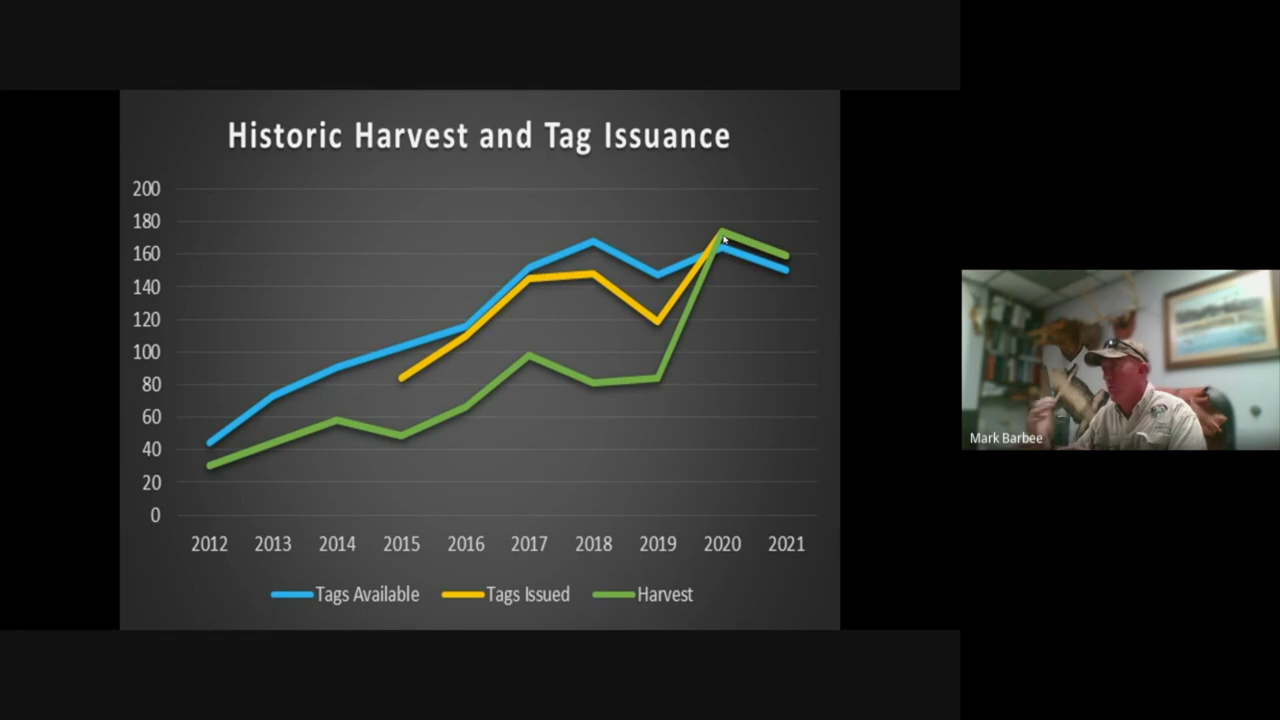 Historic Harvest and Tag Issuance
200
180
160
140
120
100
80
60
40
20
0
2012 2013 2014 2015 2016 2017 2018 2019 2020 2021
Tags Available Tags Issued Harvest
Mark Barbee